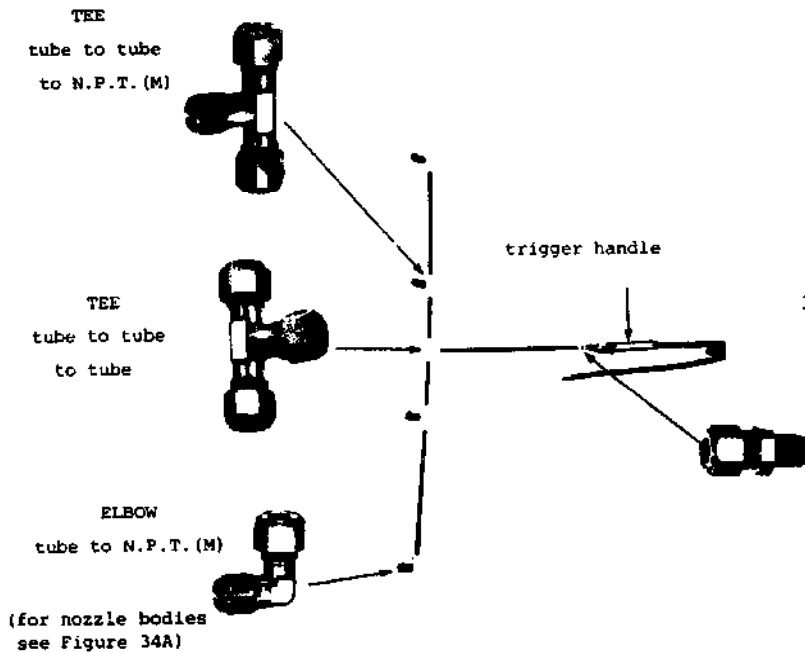 TEE
tube to tube
to N.P.T.(M)
trigger handle
TEE
tube to tube
to tube
ELBOW
tube to N.P.T.(M)
(for nozzle bodies
see Figure 34A)